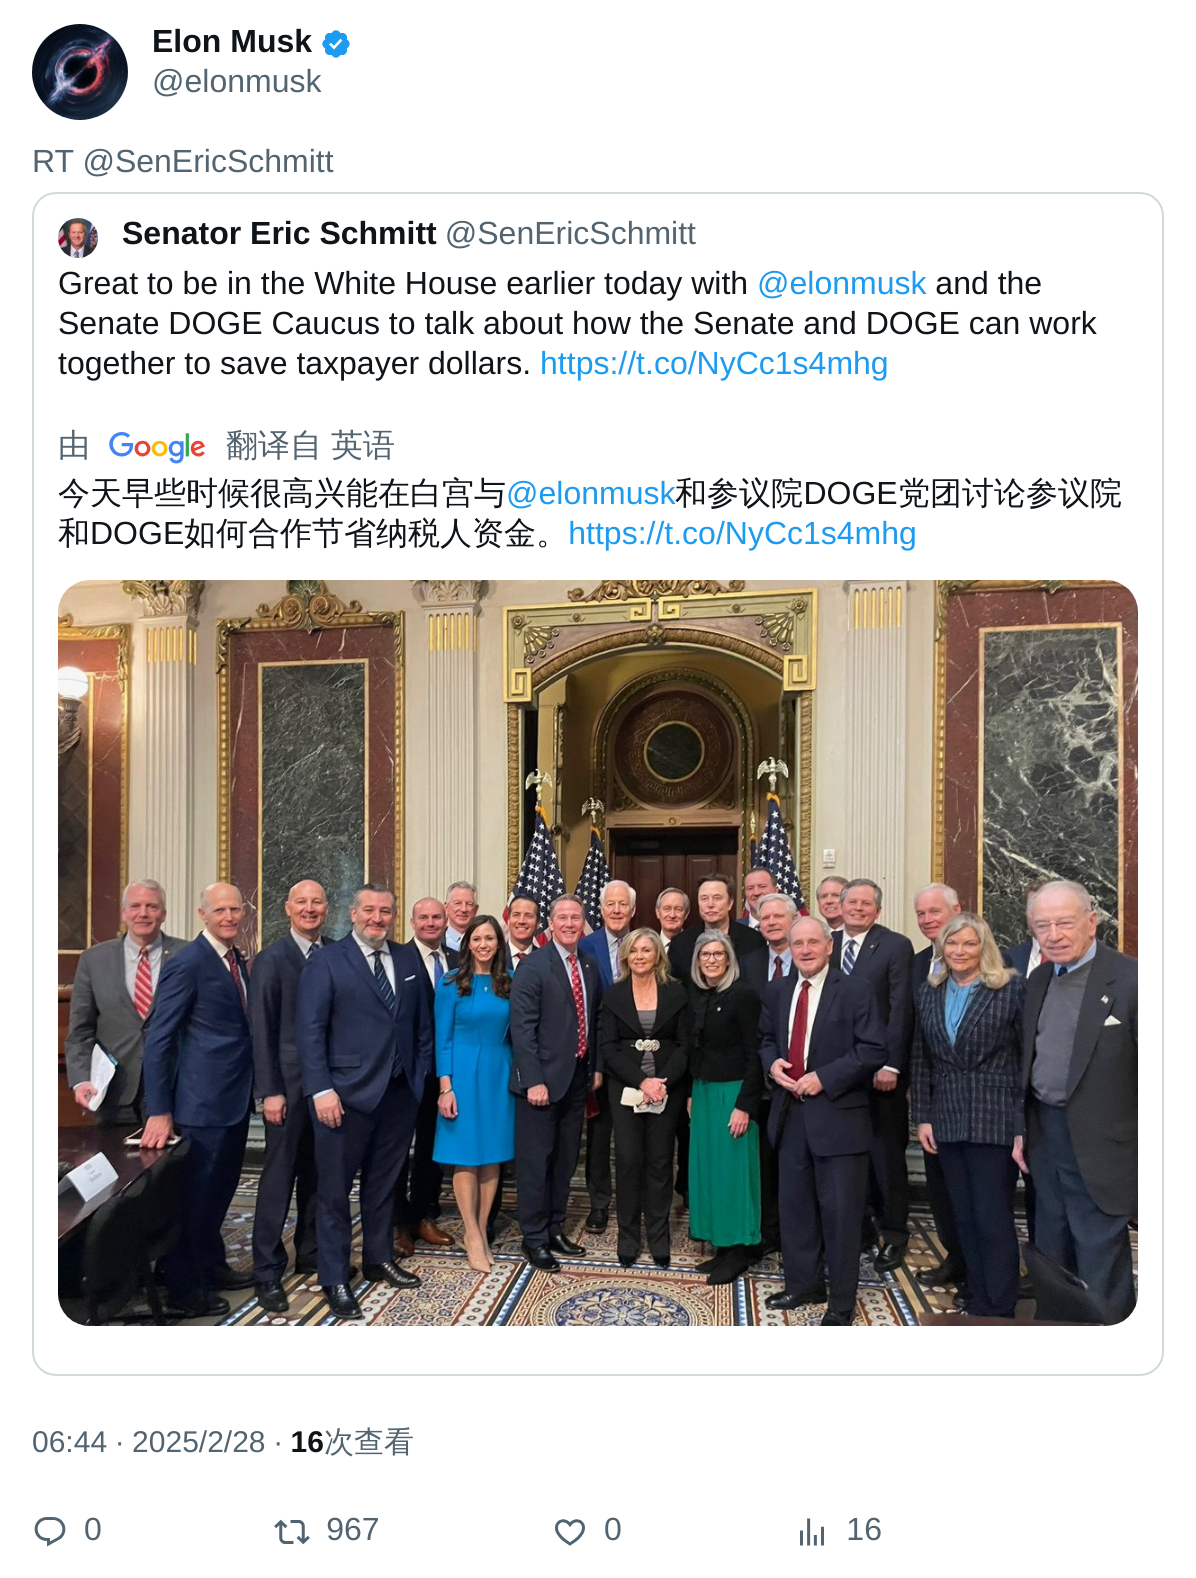 Elon Musk
@elonmusk
RT @SenEricSchmitt
Senator Eric Schmitt @SenEricSchmitt
Great to be in the White House earlier today with @elonmusk and the
Senate DOGE Caucus to talk about how the Senate and DOGE can work
together to save taxpayer dollars. https://t.co/NyCc1s4mhg
由 Google 翻译自 英语
今天早些时候很高兴能在白宫与@elonmusk和参议院DOGE党团讨论参议院
和DOGE如何合作节省纳税人资金。https://t.co/NyCc1s4mhg
06:44 · 2025/2/28 · 16次查看
0 967 0 16